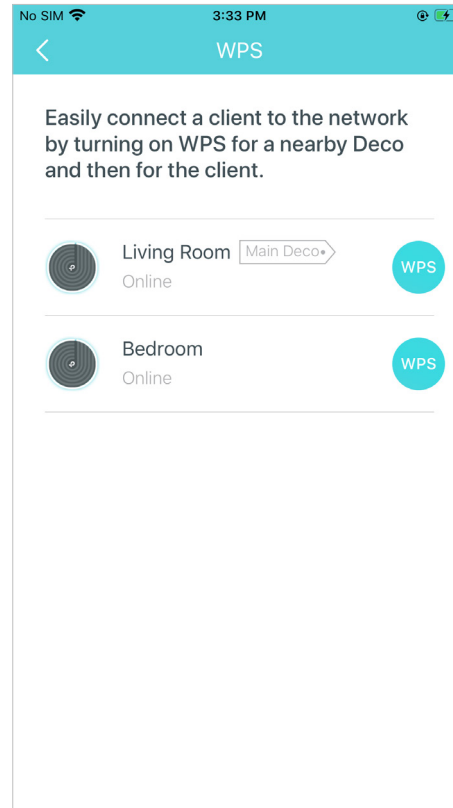 No SIM 3:33 PM
WPS
Easily connect a client to the network
by turning on WPS for a nearby Deco
and then for the client.
Living Room Main Deco
WPS
Online
Bedroom
WPS
Online